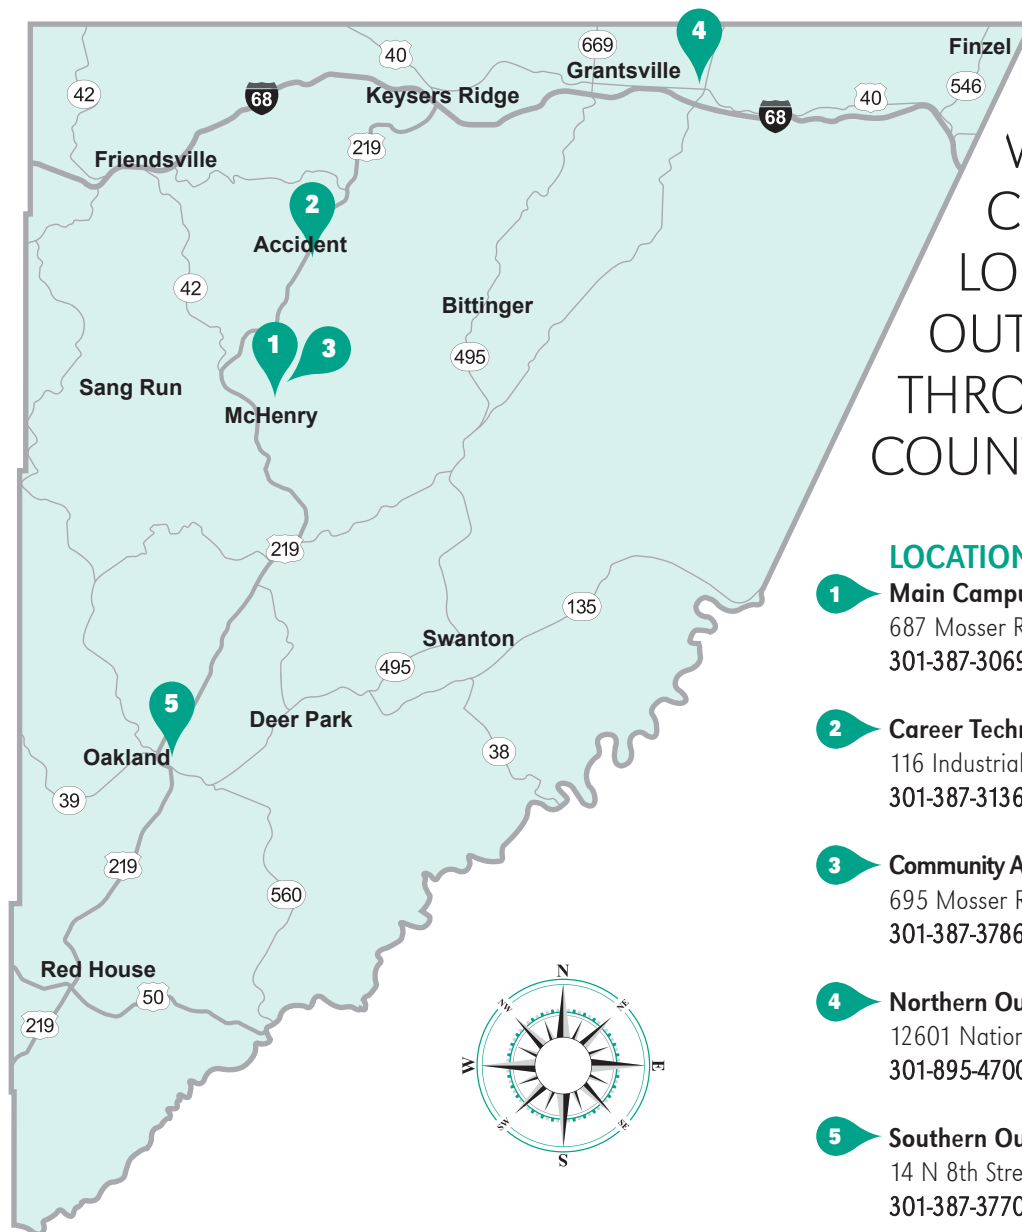 4
669
Finzel
40
Grantsville
42
68
Keysers Ridge
40
546
68
219
Friendsville
2
Accident
42
Bittinger
1
3
495
Sang Run
McHenry
C
LO
OUT
THRO
COUN
219
LOCATION
1
Main Campu
687 Mosser R
301-387-3069
135
Swanton
495
5
Deer Park
2
Career Techn
116 Industrial
301-387-3136
38
Oakland
39
219
560
3
Community A
695 Mosser R
301-387-3786
Red House
50
219
N
NW
NE
W
E
SW
SE
S
4
Northern Ou
12601 Nation
301-895-4700
5
Southern Ou
14 N 8th Stre
301-387-3770